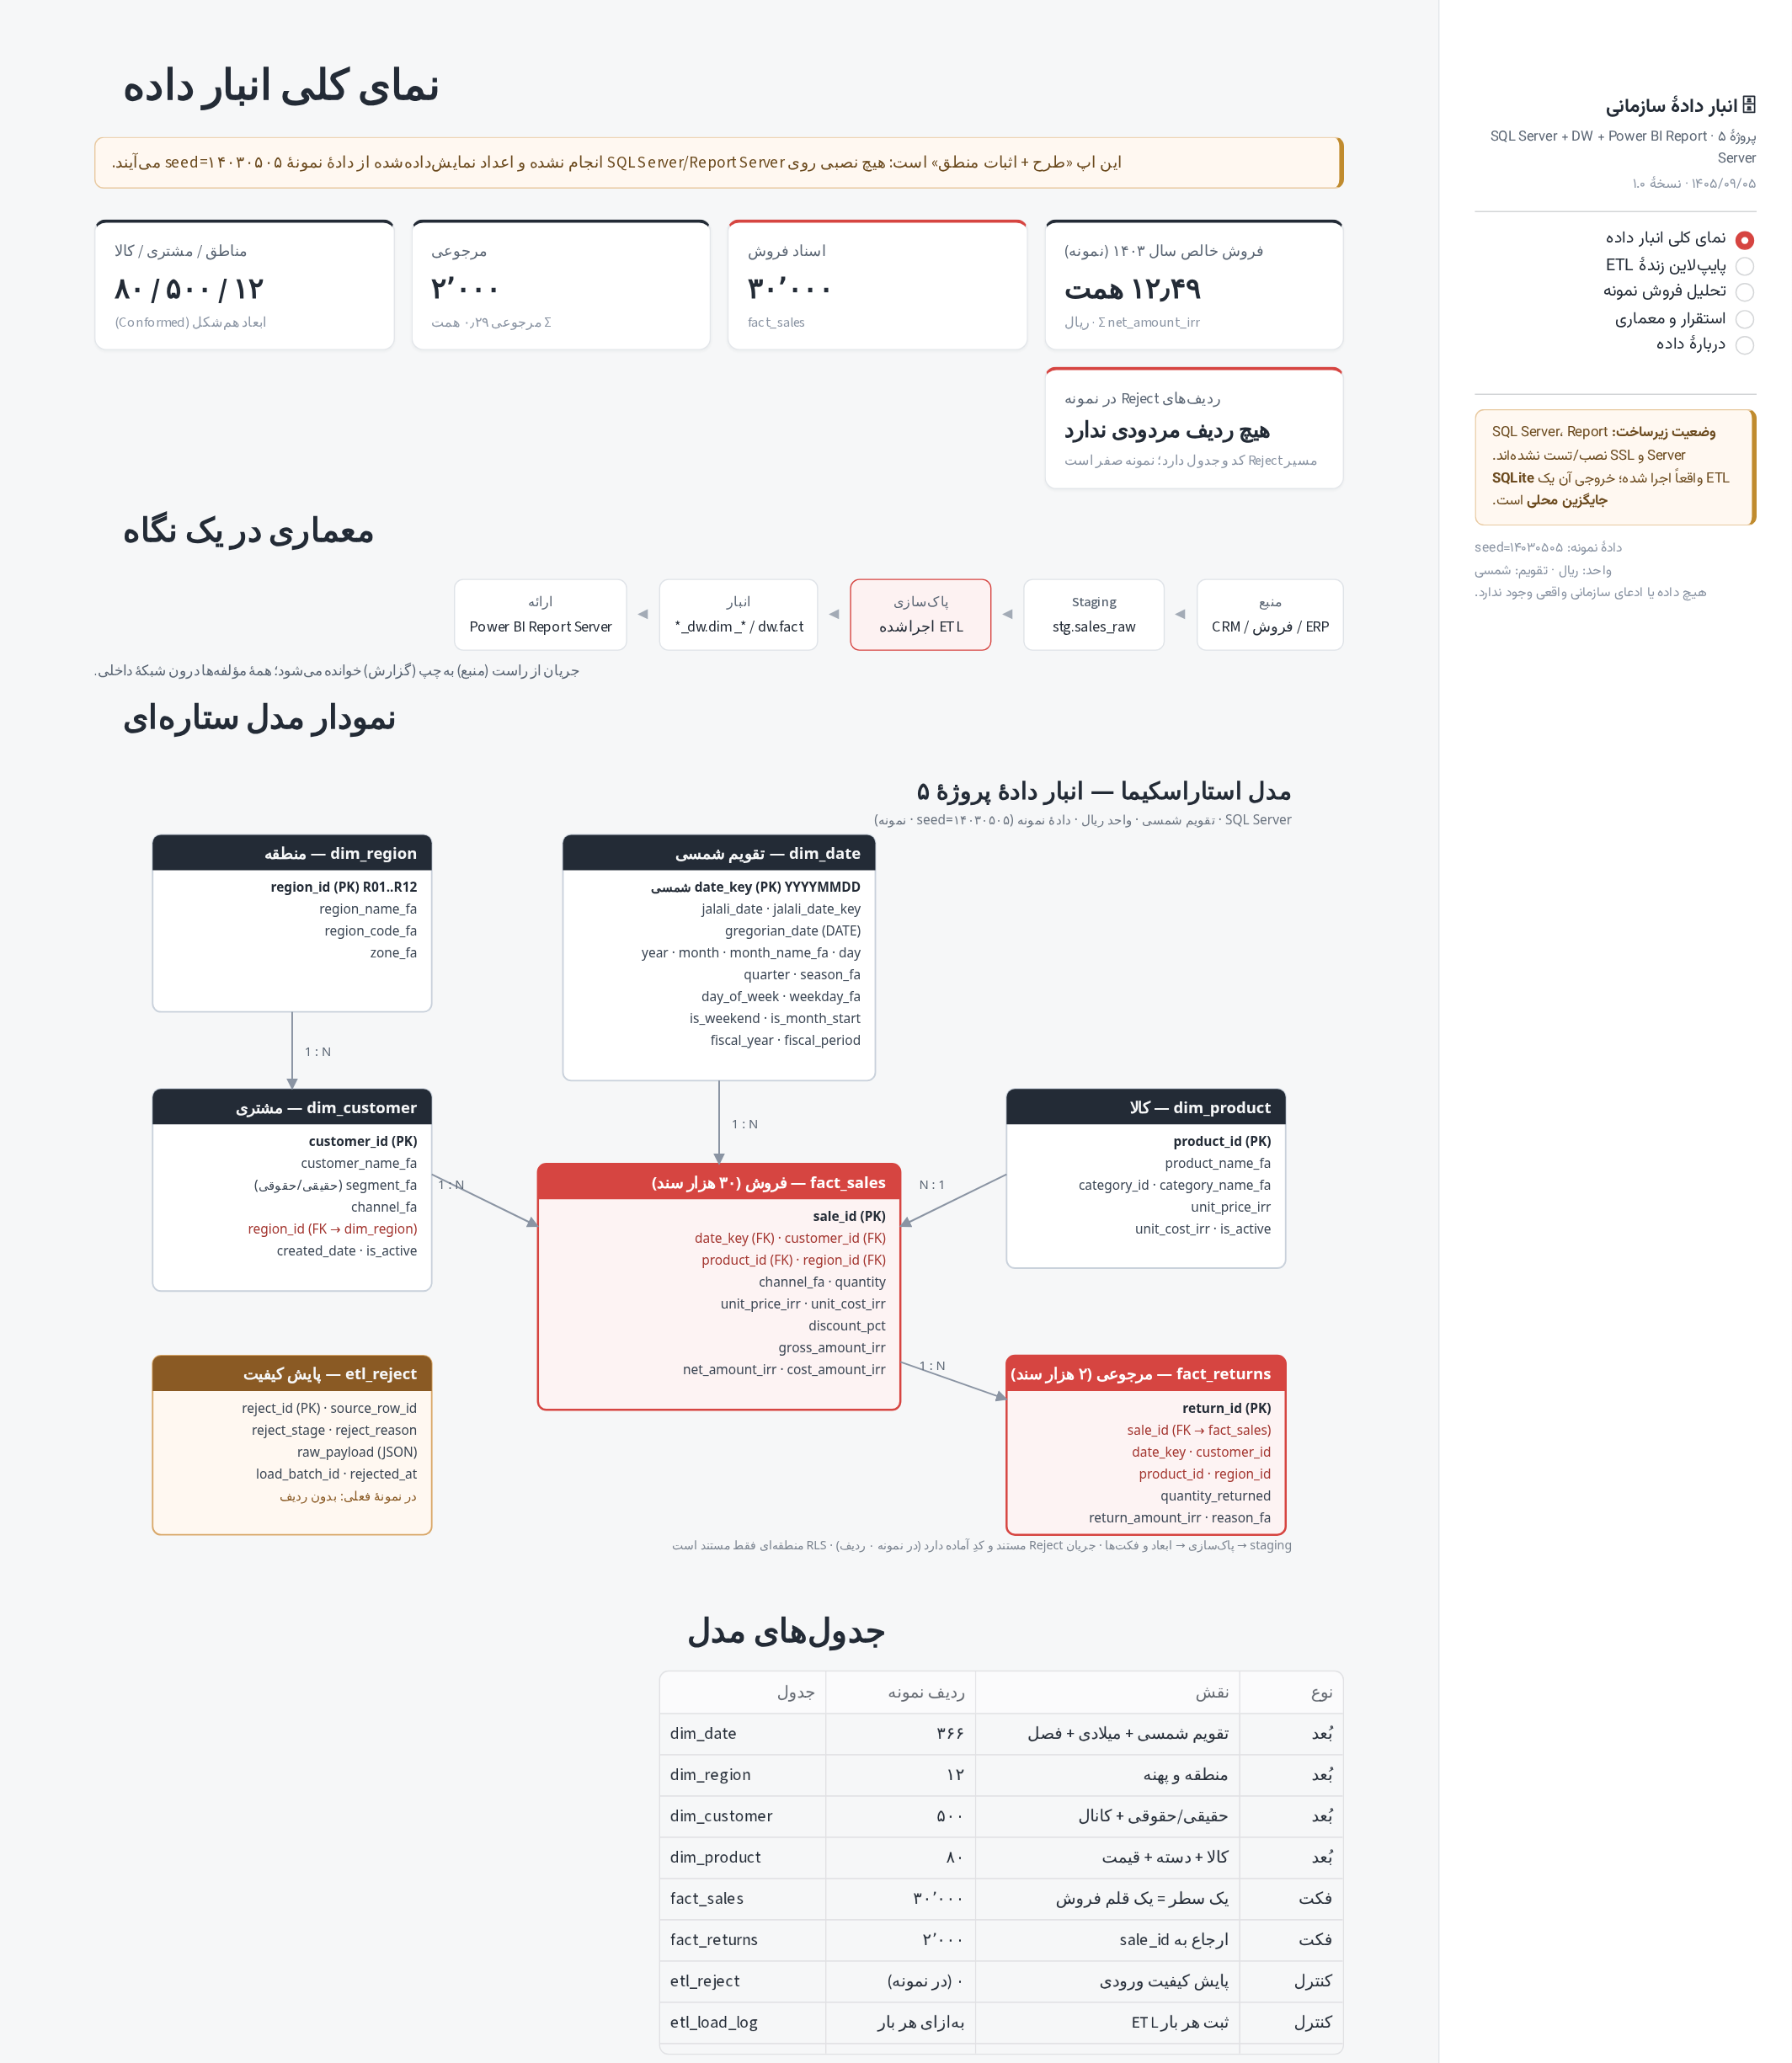 🗄 انبار دادهٔ سازمانی
پروژهٔ ۵ · SQL Server + DW + Power BI Report
Server
۱۴۰۵/۰۹/۰۵ · نسخهٔ ۱.۰
نمای کلی انبار داده
پایپ‌لاین زندهٔ ETL
تحلیل فروش نمونه
استقرار و معماری
دربارهٔ داده
وضعیت زیرساخت: SQL Server، Report
Server و SSL نصب/تست نشده‌اند.
ETL واقعاً اجرا شده؛ خروجی آن یک SQLite
جایگزین محلی است.
دادهٔ نمونه: seed=۱۴۰۳۰۵۰۵
واحد: ریال · تقویم: شمسی
هیچ داده یا ادعای سازمانی واقعی وجود ندارد.
نمای کلی انبار داده
این اپ «طرح + اثبات منطق» است: هیچ نصبی روی SQL Server/Report Server انجام نشده و اعداد نمایش‌داده‌شده از دادهٔ نمونهٔ seed=۱۴۰۳۰۵۰۵ می‌آیند.
فروش خالص سال ۱۴۰۳ (نمونه)
۱۲٫۴۹ همت
ریال · Σ net_amount_irr
اسناد فروش
۳۰٬۰۰۰
fact_sales
مرجوعی
۲٬۰۰۰
Σ مرجوعی ۰٫۲۹ همت
مناطق / مشتری / کالا
۱۲ / ۵۰۰ / ۸۰
ابعاد هم‌شکل (Conformed)
ردیف‌های Reject در نمونه
هیچ ردیف مردودی ندارد
مسیر Reject کد و جدول دارد؛ نمونه صفر است
معماری در یک نگاه
منبع
CRM / فروش / ERP
◀
Staging
stg.sales_raw
◀
پاک‌سازی
ETL اجراشده
◀
انبار
*_dw.dim_* / dw.fact
◀
ارائه
Power BI Report Server
جریان از راست (منبع) به چپ (گزارش) خوانده می‌شود؛ همهٔ مؤلفه‌ها درون شبکهٔ داخلی.
نمودار مدل ستاره‌ای
مدل استاراسکیما — انبار دادهٔ پروژهٔ ۵
SQL Server · تقویم شمسی · واحد ریال · دادهٔ نمونه (seed=۱۴۰۳۰۵۰۵ · نمونه)
dim_date — تقویم شمسی
date_key (PK) YYYYMMDD شمسی
jalali_date · jalali_date_key
gregorian_date (DATE)
year · month · month_name_fa · day
quarter · season_fa
day_of_week · weekday_fa
is_weekend · is_month_start
fiscal_year · fiscal_period
dim_region — منطقه
region_id (PK) R01..R12
region_name_fa
region_code_fa
zone_fa
1 : N
1 : N
dim_product — کالا
product_id (PK)
product_name_fa
category_id · category_name_fa
unit_price_irr
unit_cost_irr · is_active
N : 1
dim_customer — مشتری
customer_id (PK)
customer_name_fa
segment_fa (حقیقی/حقوقی)
channel_fa
region_id (FK → dim_region)
created_date · is_active
1 : N
fact_sales — فروش (۳۰ هزار سند)
sale_id (PK)
date_key (FK) · customer_id (FK)
product_id (FK) · region_id (FK)
channel_fa · quantity
unit_price_irr · unit_cost_irr
discount_pct
gross_amount_irr
net_amount_irr · cost_amount_irr
1 : N
fact_returns — مرجوعی (۲ هزار سند)
return_id (PK)
sale_id (FK → fact_sales)
date_key · customer_id
product_id · region_id
quantity_returned
return_amount_irr · reason_fa
etl_reject — پایش کیفیت
reject_id (PK) · source_row_id
reject_stage · reject_reason
raw_payload (JSON)
load_batch_id · rejected_at
در نمونهٔ فعلی: بدون ردیف
staging → پاک‌سازی → ابعاد و فکت‌ها · جریان Reject مستند و کد آماده دارد (در نمونه ۰ ردیف) · RLS منطقه‌ای فقط مستند است
جدول‌های مدل
نوع نقش ردیف نمونه جدول
بُعد تقویم شمسی + میلادی + فصل ۳۶۶ dim_date
بُعد منطقه و پهنه ۱۲ dim_region
بُعد حقیقی/حقوقی + کانال ۵۰۰ dim_customer
بُعد کالا + دسته + قیمت ۸۰ dim_product
فکت یک سطر = یک قلم فروش ۳۰٬۰۰۰ fact_sales
فکت ارجاع به sale_id ۲٬۰۰۰ fact_returns
کنترل پایش کیفیت ورودی ۰ (در نمونه) etl_reject
کنترل ثبت هر بار ETL به‌ازای هر بار etl_load_log